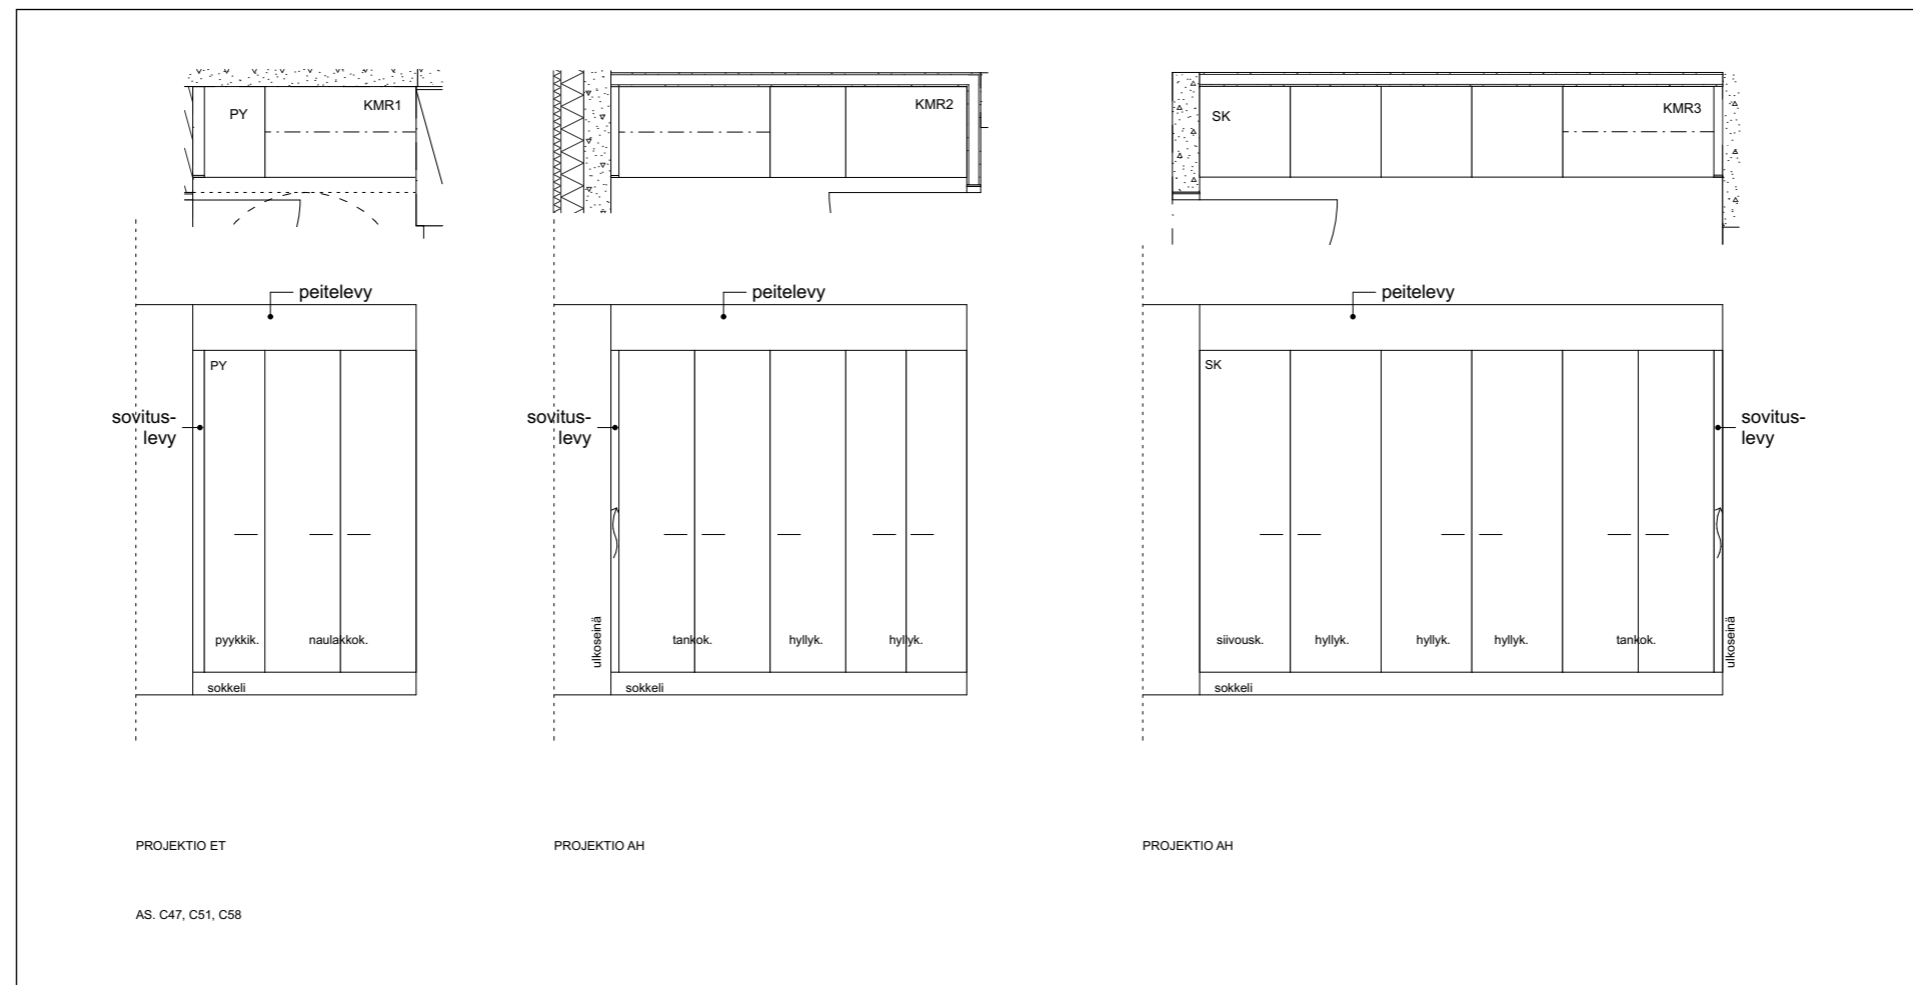 PY
KMR1
KMR2
SK
KMR3
peitelevy
peitelevy
peitelevy
PY
SK
sovitus-
levy
sovitus-
levy
sovitus-
levy
pyykkik.
naulakkok.
ulkoseinä
tankok.
hyllyk.
hyllyk.
siivousk.
hyllyk.
hyllyk.
hyllyk.
tankok.
ulkoseinä
sokkeli
sokkeli
sokkeli
PROJEKTIO ET
PROJEKTIO AH
PROJEKTIO AH
AS. C47, C51, C58